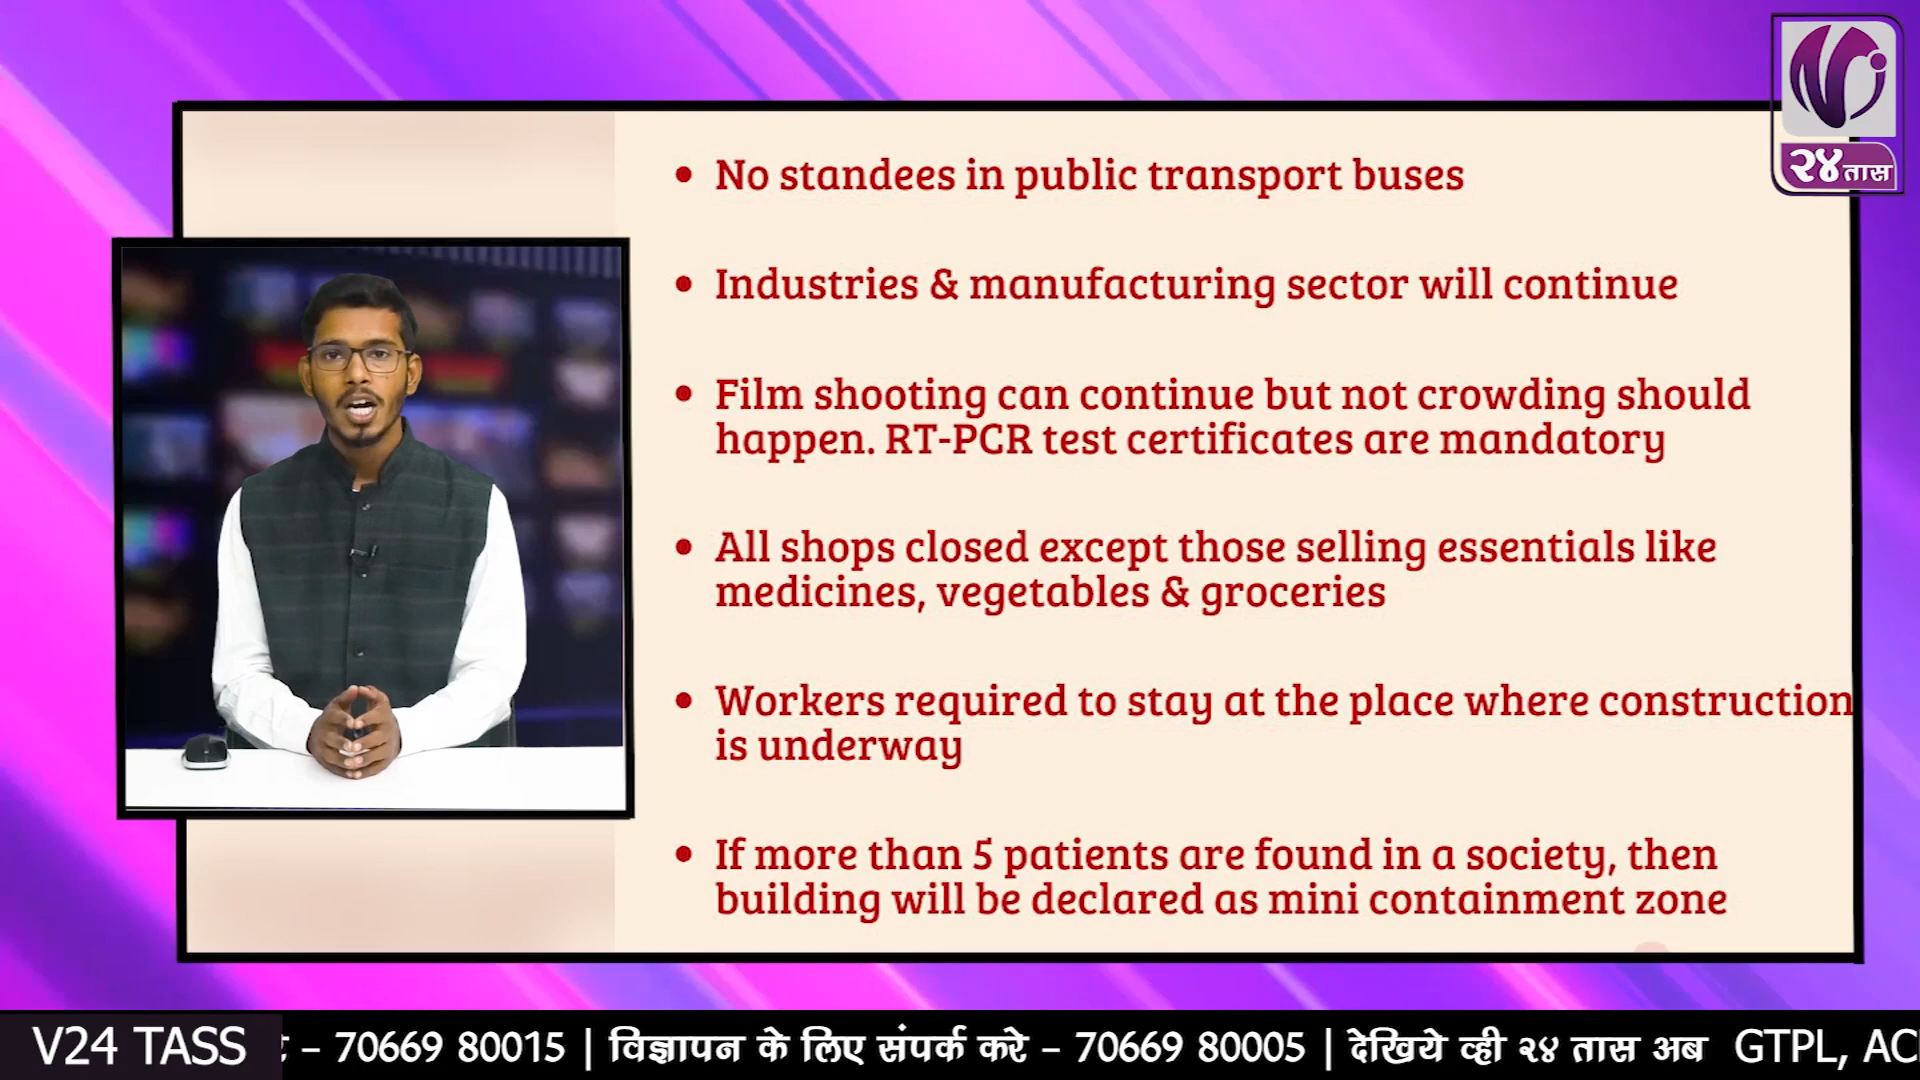 २४तास
• No standees in public transport buses
• Industries & manufacturing sector will continue
• Film shooting can continue but not crowding should
happen. RT-PCR test certificates are mandatory
• All shops closed except those selling essentials like
medicines, vegetables & groceries
• Workers required to stay at the place where construction
is underway
• If more than 5 patients are found in a society, then
building will be declared as mini containment zone
V24 TASS – 70669 80015 | विज्ञापन के लिए संपर्क करे – 70669 80005 | देखिये व्ही २४ तास अब GTPL,